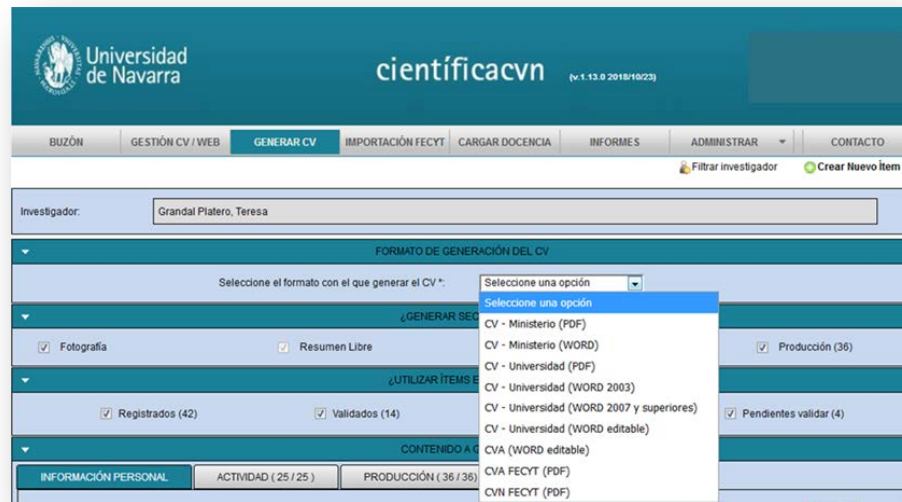 Universidad
de Navarra
científicacvn (v.1.13.0 2018/10/23)
BUZÓN GESTIÓN CV / WEB GENERAR CV IMPORTACIÓN FECYT CARGAR DOCENCIA INFORMES ADMINISTRAR CONTACTO
Filtrar investigador Crear Nuevo Ítem
Investigador: Grandal Platero, Teresa
FORMATO DE GENERACIÓN DEL CV
Seleccione el formato con el que generar el CV *: Seleccione una opción
Seleccione una opción
¿GENERAR SEC
CV - Ministerio (PDF)
Fotografía Resumen Libre CV - Ministerio (WORD) Producción (36)
CV - Universidad (PDF)
¿UTILIZAR ÍTEMS E
CV - Universidad (WORD 2003)
Registrados (42) Validados (14) CV - Universidad (WORD 2007 y superiores) Pendientes validar (4)
CV - Universidad (WORD editable)
CONTENIDO A G
CVA (WORD editable)
INFORMACIÓN PERSONAL ACTIVIDAD ( 25 / 25 ) PRODUCCIÓN ( 36 / 36 ) CVA FECYT (PDF)
CVN FECYT (PDF)